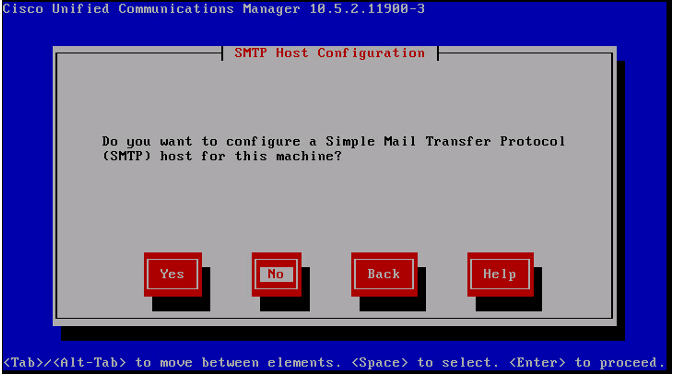 Cisco Unified Communications Manager 10.5.2.11900-3
SMTP Host Configuration
Do you want to configure a Simple Mail Transfer Protocol
(SMTP) host for this machine?
Yes No Back Help
<Tab>/<Alt-Tab> to move between elements. <Space> to select. <Enter> to proceed.